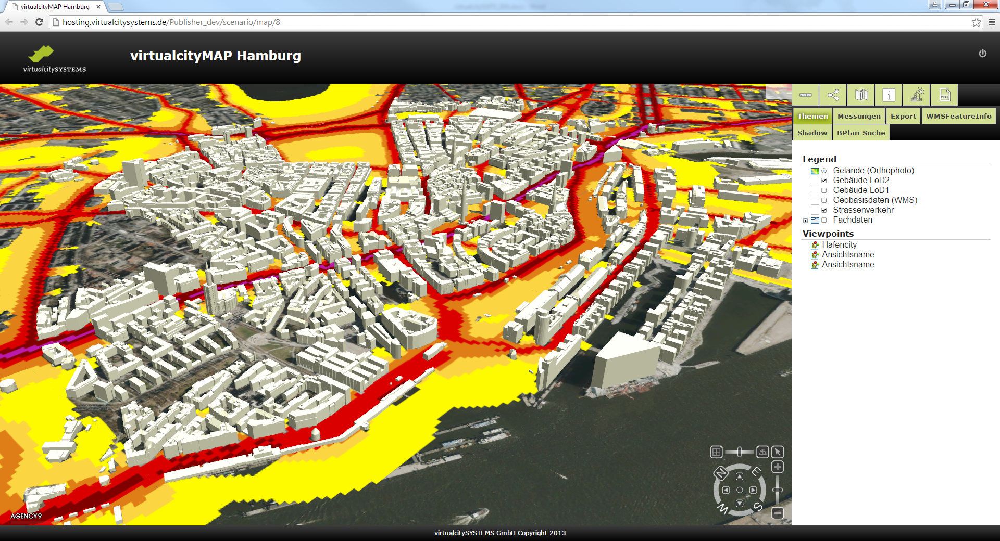 virtualcityMAP Hamburg
hosting.virtualcitysystems.de/Publisher_dev/scenario/map/8
virtualcitySYSTEMS
virtualcityMAP Hamburg
i
PDF
Themen
Messungen
Export
WMSFeatureInfo
Shadow
BPlan-Suche
Legend
Gelände (Orthophoto)
Gebäude LoD2
Gebäude LoD1
Geobasisdaten (WMS)
Strassenverkehr
Fachdaten
Viewpoints
Hafencity
Ansichtsname
Ansichtsname
N
E
W
S
AGENCY9
virtualcitySYSTEMS GmbH Copyright 2013